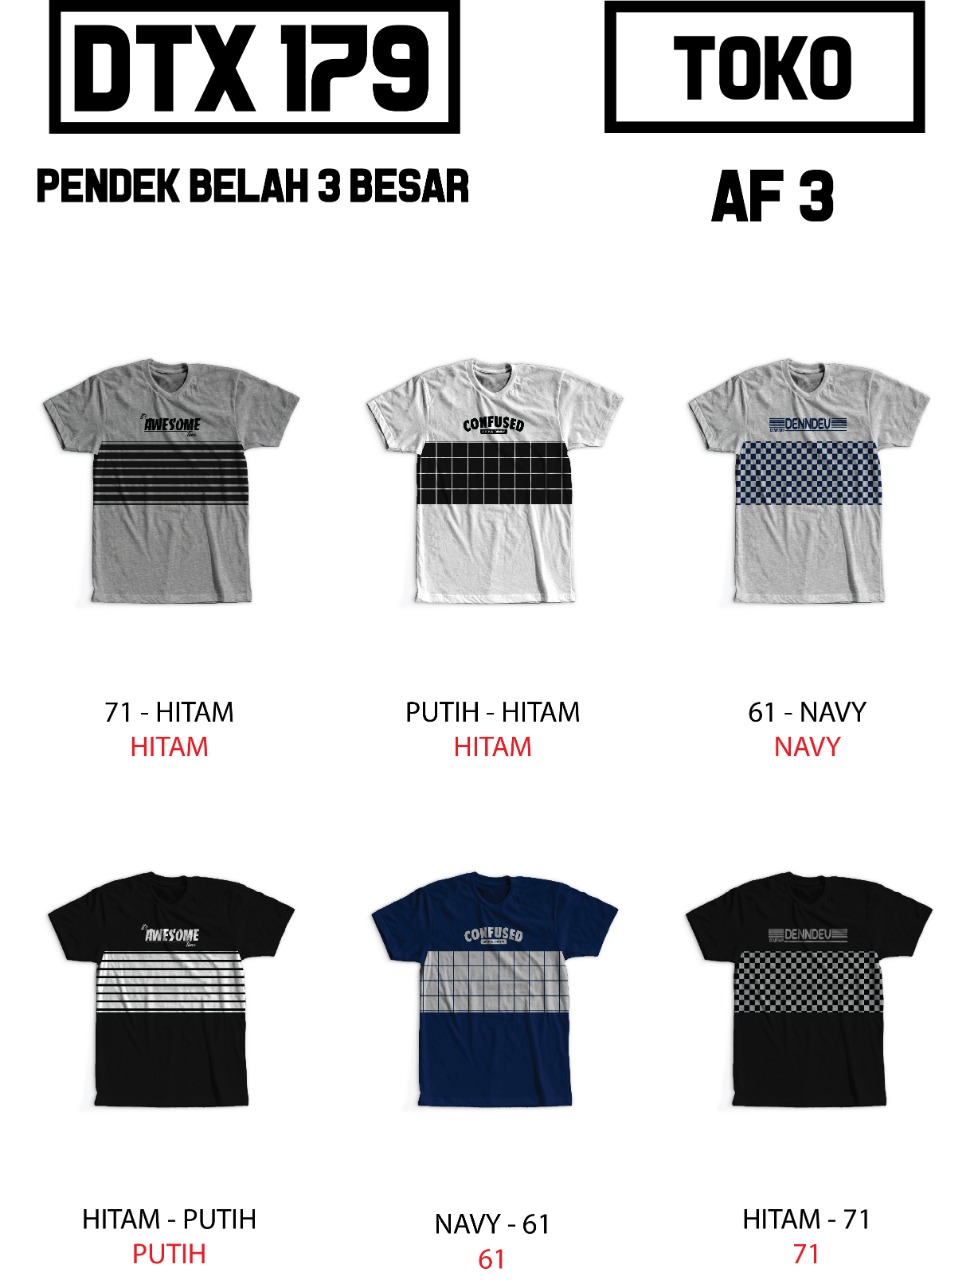 DTX 179
TOKO
PENDEK BELAH 3 BESAR
AF 3
AWESOME
CONFUSED
DENNDEU
71 - HITAM
HITAM
PUTIH - HITAM
HITAM
61 - NAVY
NAVY
AWESOME
CONFUSED
DENNDEU
HITAM - PUTIH
PUTIH
NAVY - 61
61
HITAM - 71
71